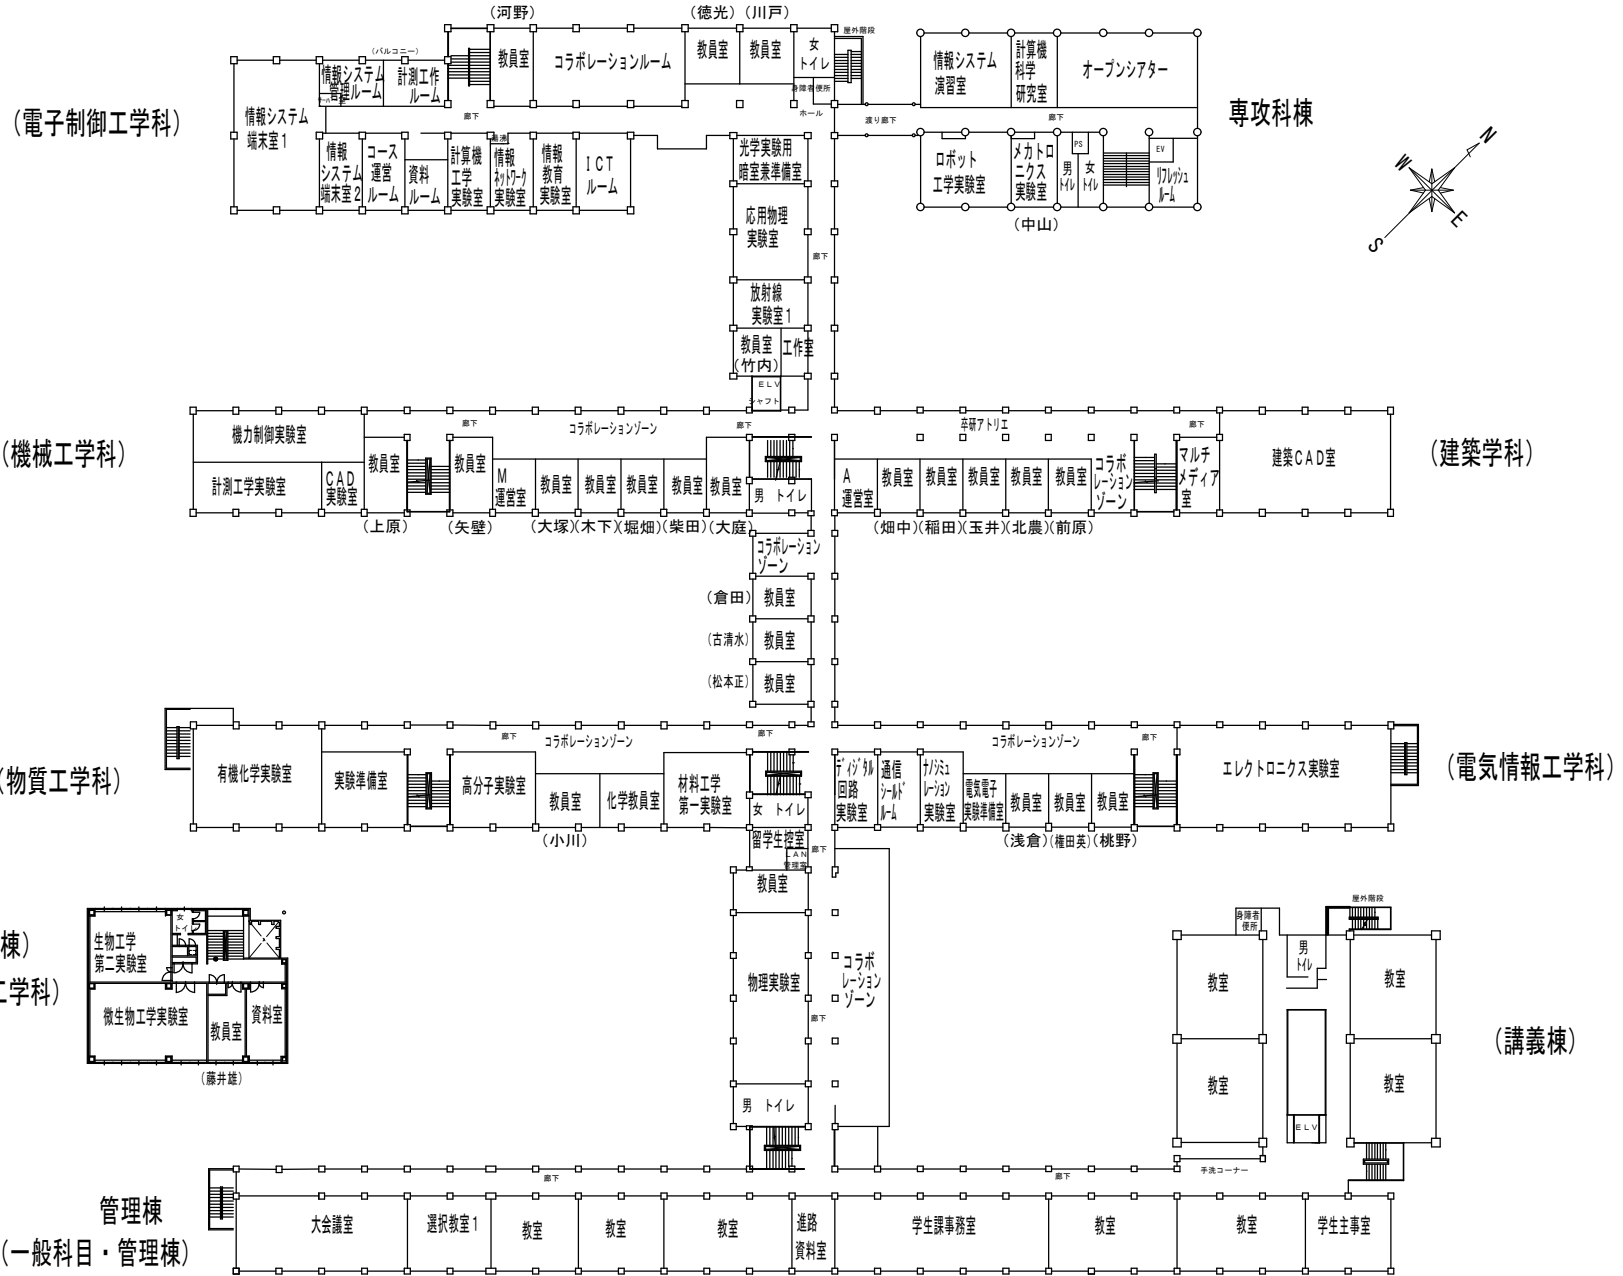 (河野)
(徳光)
(川戸)
屋外階段
(バルコニー)
教員室
コラボレーションルーム
教員室
教員室
女
トイレ
身障者便所
ホール
情報システム
管理ルーム
計測工作
ルーム
(電子制御工学科)
情報システム
端末室1
廊下
渡り廊下
情報システム
演習室
計算機
科学
研究室
オープンシアター
廊下
専攻科棟
情報
システム
端末室2
コース
運営
ルーム
資料
ルーム
計算機
工学
実験室
情報
ネットワーク
実験室
情報
教育
実験室
ICT
ルーム
光学実験用
暗室兼準備室
ロボット
工学実験室
メカトロ
ニクス
実験室
PS
男
トイレ
女
トイレ
EV
リフレッシュ
ルーム
(中山)
N
W
E
S
応用物理
実験室
廊下
放射線
実験室1
教員室
(竹内)
工作室
ELV
シャフト
(機械工学科)
機力制御実験室
廊下
コラボレーションゾーン
廊下
計測工学実験室
CAD
実験室
教員室
教員室
M
運営室
教員室
教員室
教員室
教員室
教員室
男 トイレ
(上原)
(矢壁)
(大塚)
(木下)
(堀畑)
(柴田)
(大庭)
卒研アトリエ
廊下
A
運営室
教員室
教員室
教員室
教員室
教員室
コラボ
レーション
ゾーン
マルチ
メディア
室
建築CAD室
(建築学科)
(畑中)
(稲田)
(玉井)
(北農)
(前原)
コラボレーション
ゾーン
(倉田)
教員室
(古清水)
教員室
(松本正)
教員室
(物質工学科)
有機化学実験室
廊下
コラボレーションゾーン
廊下
実験準備室
高分子実験室
教員室
化学教員室
材料工学
第一実験室
女 トイレ
(小川)
コラボレーションゾーン
廊下
ディジタル
回路
実験室
通信
シールド
ルーム
ナノシミュ
レーション
実験室
電気電子
実験準備室
教員室
教員室
教員室
エレクトロニクス実験室
(電気情報工学科)
(浅倉)
(権田英)
(桃野)
留学生控室
LAN
管理室
廊下
教員室
物理実験室
コラボ
レーション
ゾーン
廊下
男 トイレ
棟)
工学科)
生物工学
第二実験室
女
トイレ
微生物工学実験室
教員室
資料室
(藤井雄)
身障者
便所
男
トイレ
屋外階段
教室
教室
教室
教室
ELV
手洗コーナー
(講義棟)
管理棟
(一般科目・管理棟)
廊下
廊下
大会議室
選択教室1
教室
教室
教室
進路
資料室
学生課事務室
教室
教室
学生主事室